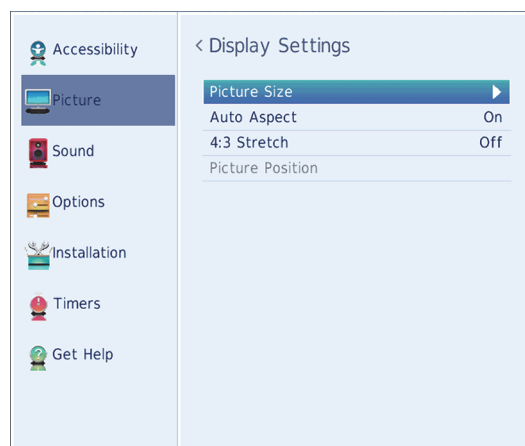 Accessibility
Picture
Sound
Options
Installation
Timers
Get Help
< Display Settings
Picture Size
Auto Aspect On
4:3 Stretch Off
Picture Position